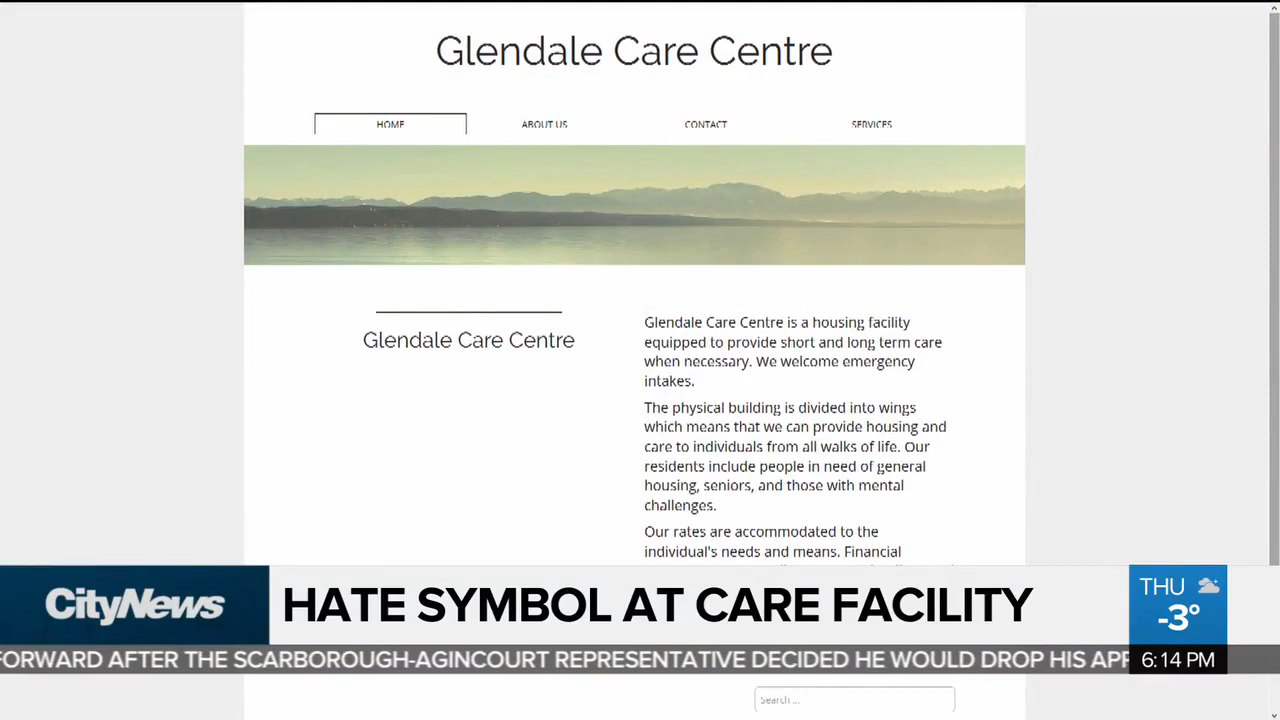 Glendale Care Centre
HOME ABOUT US CONTACT SERVICES
Glendale Care Centre
Glendale Care Centre is a housing facility
equipped to provide short and long term care
when necessary. We welcome emergency
intakes.
The physical building is divided into wings
which means that we can provide housing and
care to individuals from all walks of life. Our
residents include people in need of general
housing, seniors, and those with mental
challenges.
Our rates are accommodated to the
individual's needs and means. Financial
CityNews
HATE SYMBOL AT CARE FACILITY
THU
-3°
FORWARD AFTER THE SCARBOROUGH-AGINCOURT REPRESENTATIVE DECIDED HE WOULD DROP HIS APP
6:14 PM
Search ...